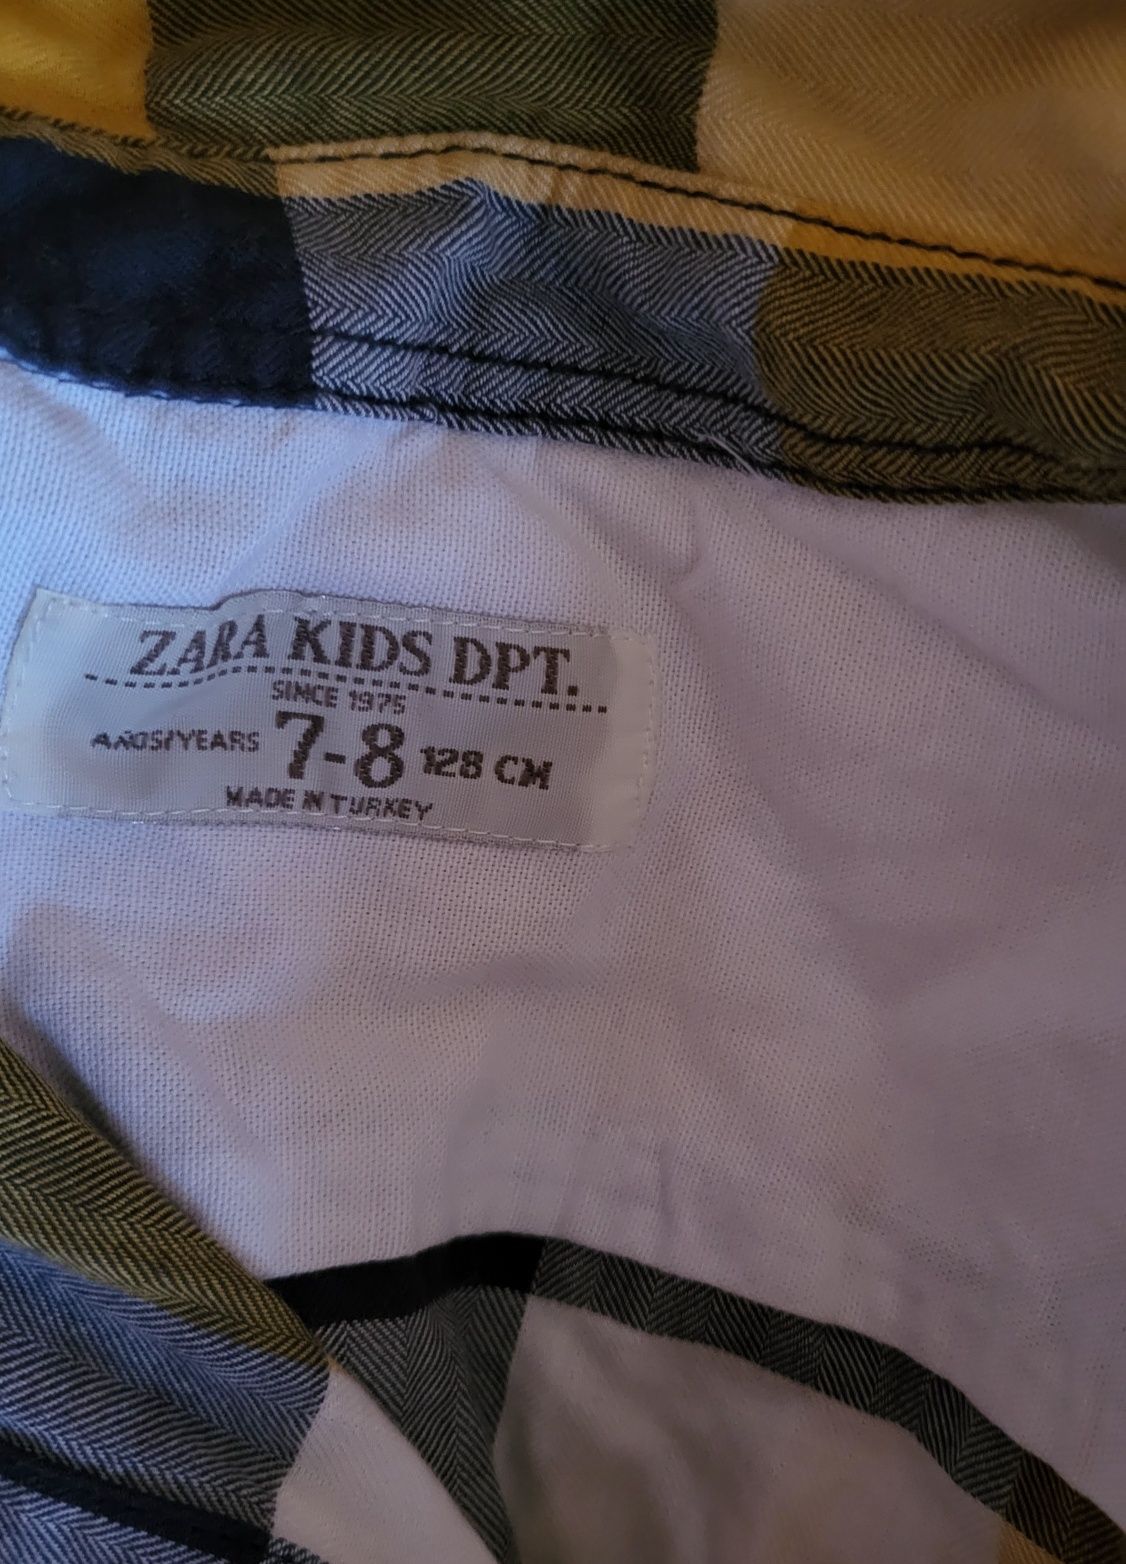 ZARA KIDS DPT.
SINCE 1975
AÑOS/YEARS 7-8 128 CM
MADE IN TURKEY